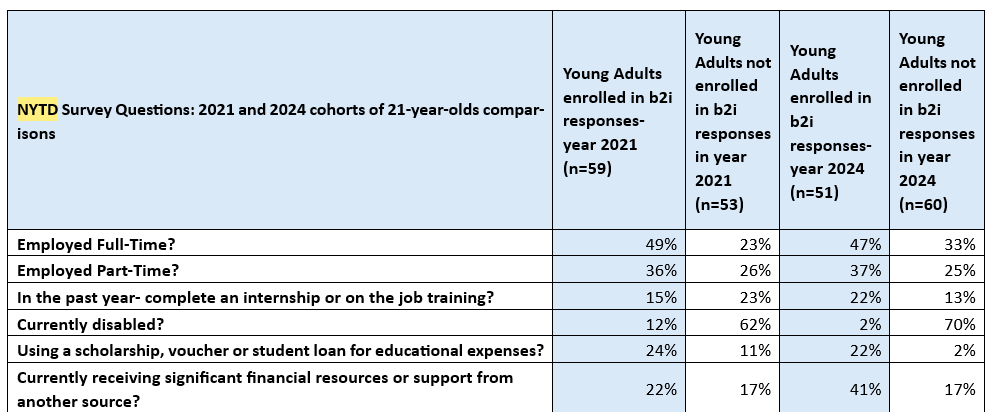 NYTD Survey Questions: 2021 and 2024 cohorts of 21-year-olds compar-
isons
Young Adults
enrolled in b2i
responses-
year 2021
(n=59)
Young
Adults not
enrolled
in b2i
responses
in year
2021
(n=53)
Young
Adults
enrolled in
b2i
responses-
year 2024
(n=51)
Young
Adults not
enrolled
in b2i
responses
in year
2024
(n=60)
Employed Full-Time? 49% 23% 47% 33%
Employed Part-Time? 36% 26% 37% 25%
In the past year- complete an internship or on the job training? 15% 23% 22% 13%
Currently disabled? 12% 62% 2% 70%
Using a scholarship, voucher or student loan for educational expenses? 24% 11% 22% 2%
Currently receiving significant financial resources or support from
another source? 22% 17% 41% 17%